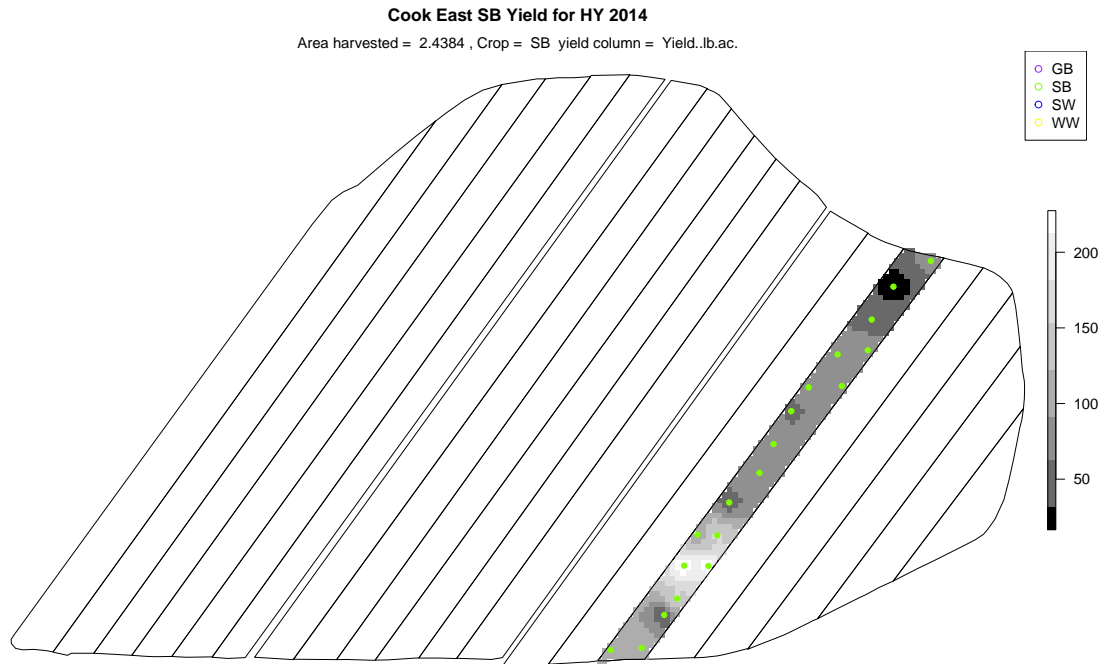 Cook East SB Yield for HY 2014
Area harvested =  2.4384 , Crop =  SB  yield column =  Yield..lb.ac.
GB
SB
SW
WW
200
150
100
50